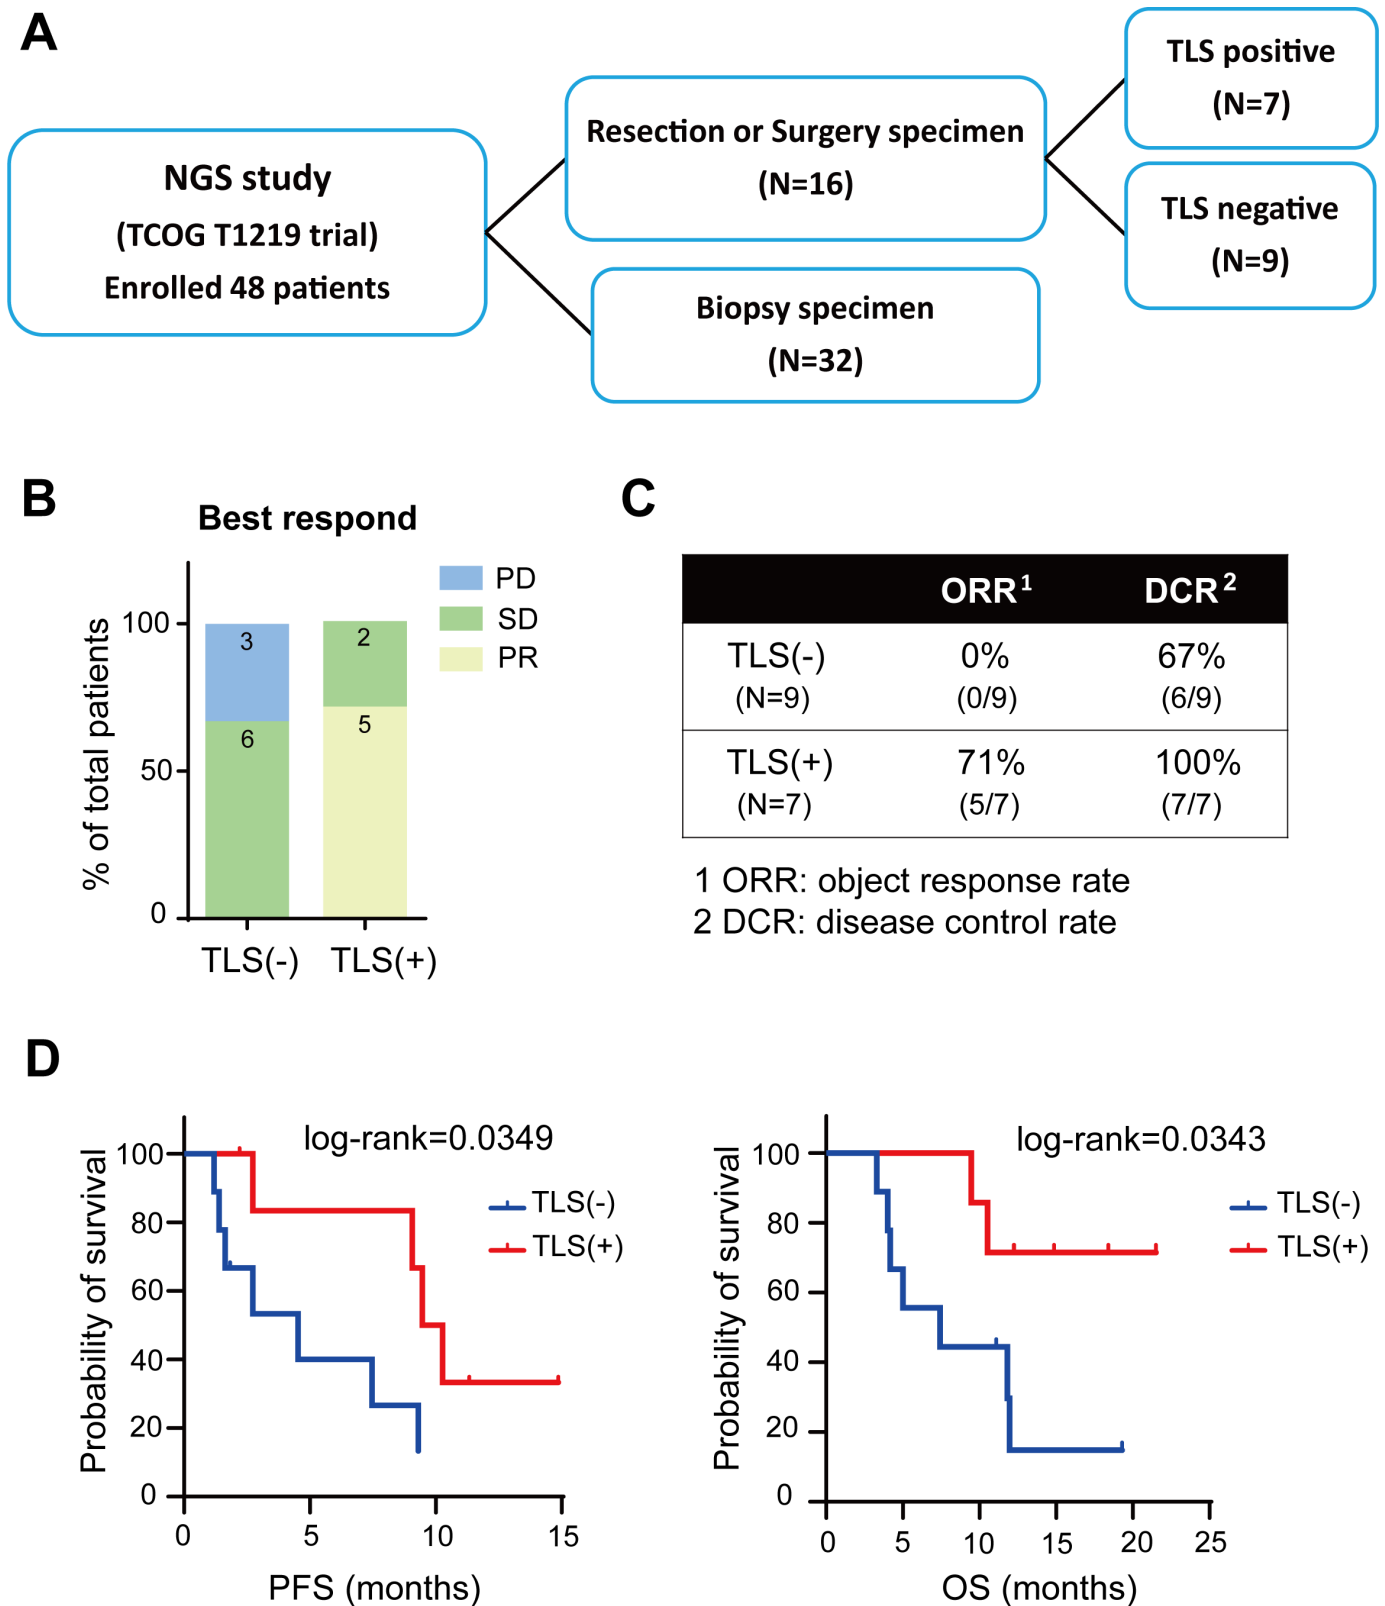 A
NGS study
(TCOG T1219 trial)
Enrolled 48 patients
Resection or Surgery specimen
(N=16)
Biopsy specimen
(N=32)
TLS positive
(N=7)
TLS negative
(N=9)
B
Best respond
PD
SD
PR
% of total patients
100
50
0
3
6
2
5
TLS(-)
TLS(+)
C
ORR1 DCR2
TLS(-) 0% 67%
(N=9) (0/9) (6/9)
TLS(+) 71% 100%
(N=7) (5/7) (7/7)
1 ORR: object response rate
2 DCR: disease control rate
D
log-rank=0.0349
TLS(-)
TLS(+)
Probability of survival
100
80
60
40
20
0
0 5 10 15
PFS (months)
log-rank=0.0343
TLS(-)
TLS(+)
Probability of survival
100
80
60
40
20
0
0 5 10 15 20 25
OS (months)